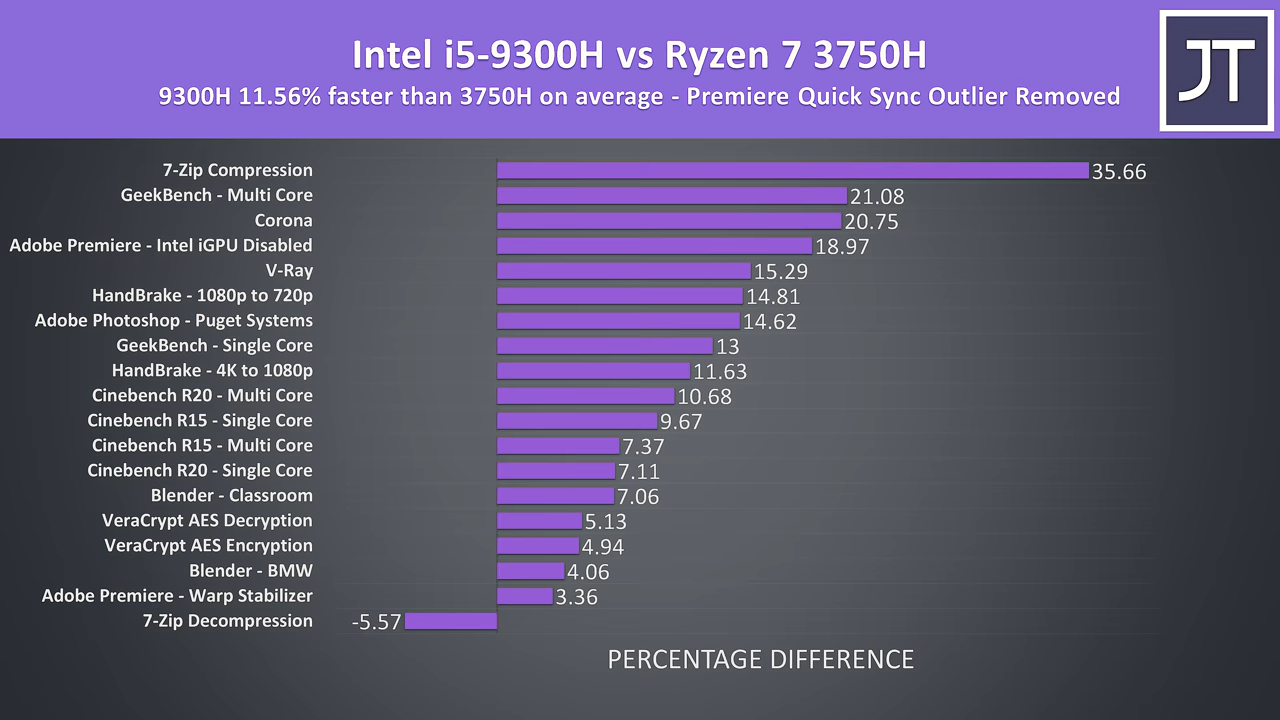 Intel i5-9300H vs Ryzen 7 3750H
9300H 11.56% faster than 3750H on average - Premiere Quick Sync Outlier Removed
JT
7-Zip Compression 35.66
GeekBench - Multi Core 21.08
Corona 20.75
Adobe Premiere - Intel iGPU Disabled 18.97
V-Ray 15.29
HandBrake - 1080p to 720p 14.81
Adobe Photoshop - Puget Systems 14.62
GeekBench - Single Core 13
HandBrake - 4K to 1080p 11.63
Cinebench R20 - Multi Core 10.68
Cinebench R15 - Single Core 9.67
Cinebench R15 - Multi Core 7.37
Cinebench R20 - Single Core 7.11
Blender - Classroom 7.06
VeraCrypt AES Decryption 5.13
VeraCrypt AES Encryption 4.94
Blender - BMW 4.06
Adobe Premiere - Warp Stabilizer 3.36
7-Zip Decompression -5.57
PERCENTAGE DIFFERENCE